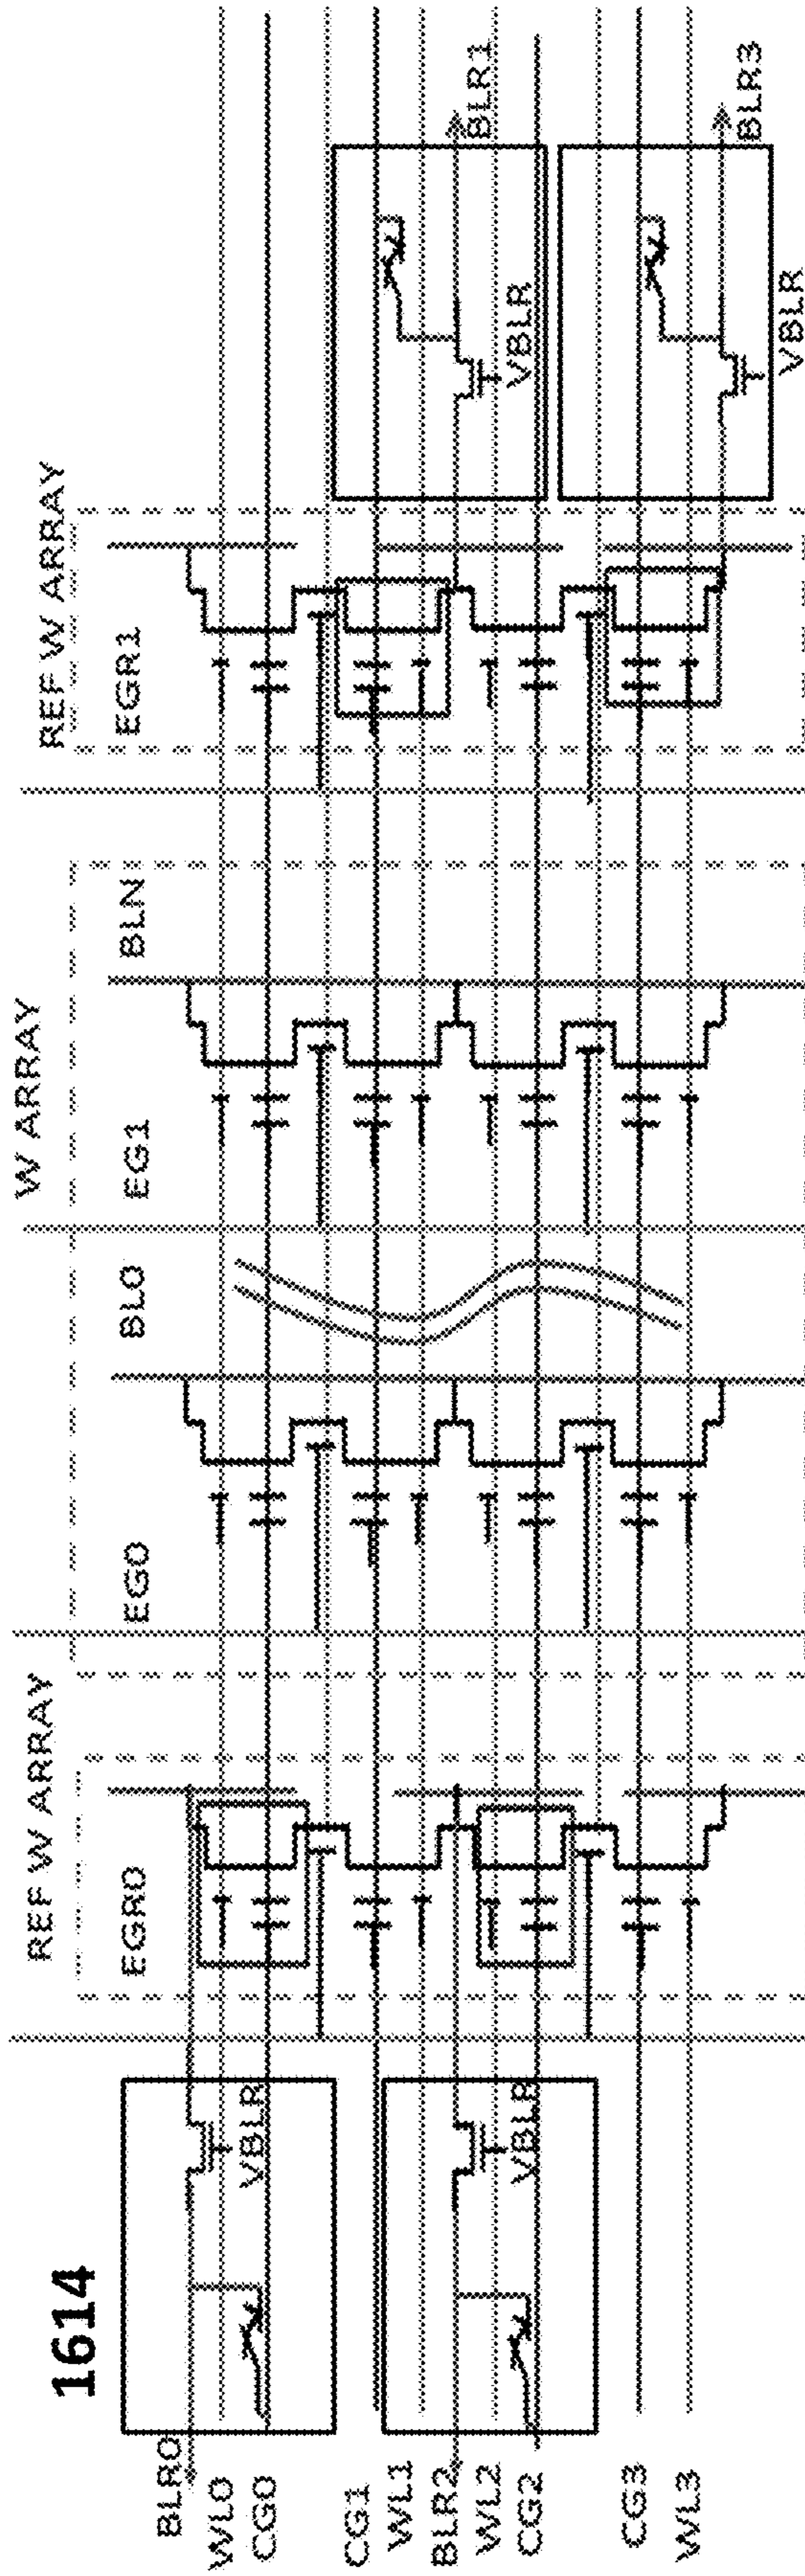 1614
REF W ARRAY
W ARRAY
REF W ARRAY
EGR0
EG0
BL0
EG1
BLN
EGR1
BLR0
WL0
CG0
CG1
WL1
BLR2
WL2
CG2
CG3
WL3
VBLR
VBLR
BLR1
VBLR
BLR3
VBLR